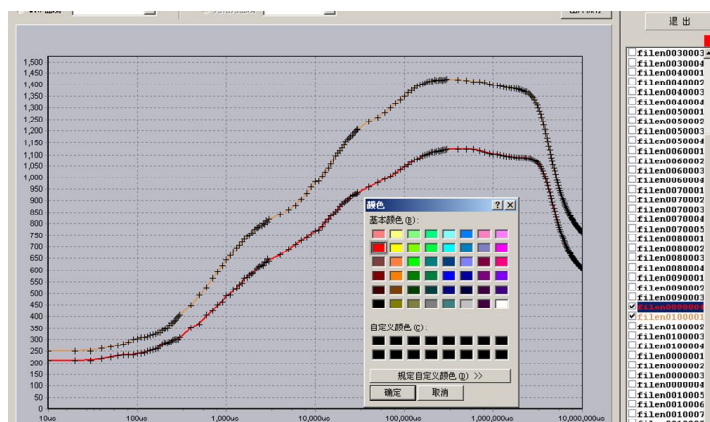 退 出
filen0030003
filen0030004
filen0040001
filen0040002
filen0040003
filen0040004
filen0050001
filen0050002
filen0050003
filen0050004
filen0060001
filen0060002
filen0060003
filen0060004
filen0070001
filen0070002
filen0070003
filen0070004
filen0070005
filen0080001
filen0080002
filen0080003
filen0080004
filen0090001
filen0090002
filen0100001
filen0100002
filen0100003
filen0100004
filen0000001
filen0000002
filen0000003
filen0000004
filen0010005
filen0010006
filen0010007
1,500
1,450
1,400
1,350
1,300
1,250
1,200
1,150
1,100
1,050
1,000
950
900
850
800
750
700
650
600
550
500
450
400
350
300
250
200
150
100
50
0
10us
100us
1,000us
10,000us
100,000us
1,000,000us
10,000,000us
颜色
? ×
基本颜色(B):
自定义颜色(C):
规定自定义颜色(D) >>
确定
取消